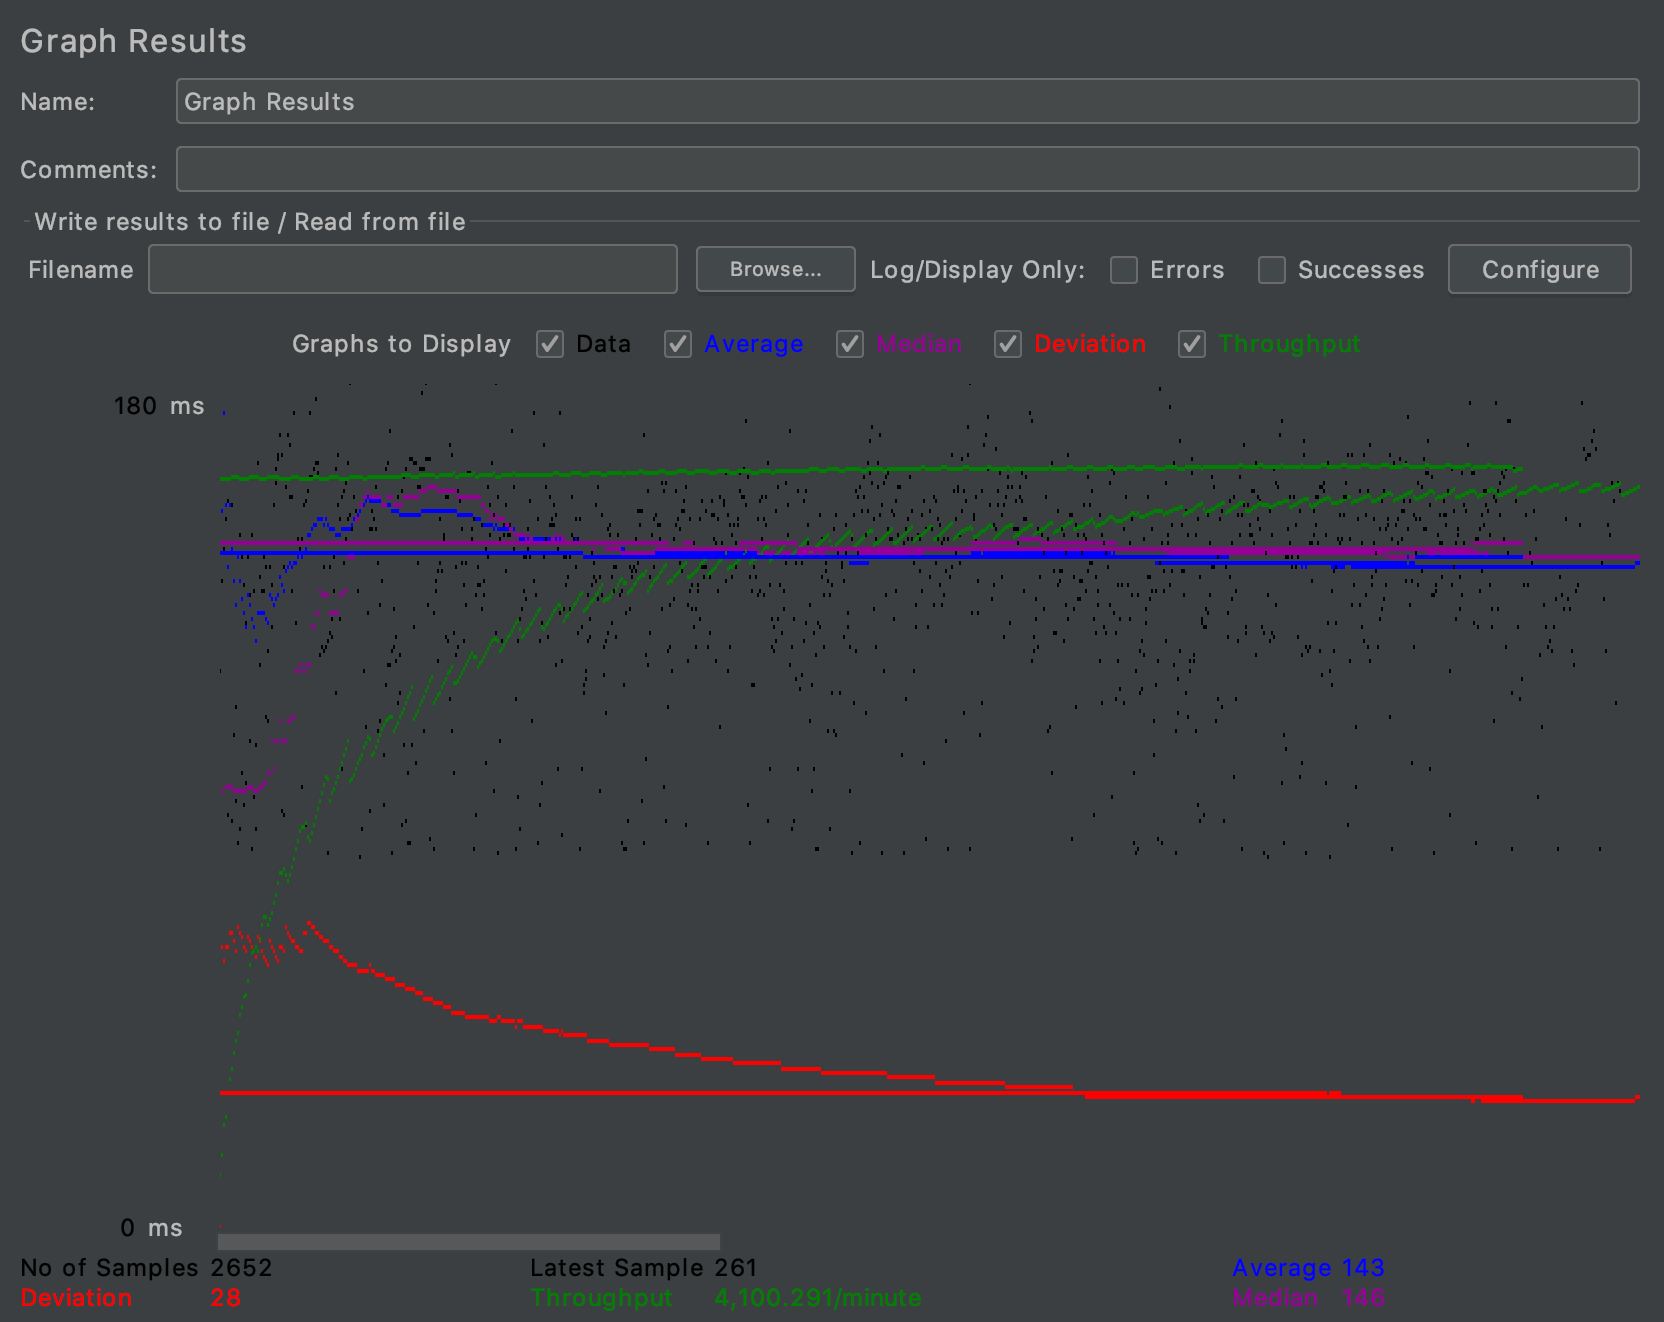 Graph Results
Name: Graph Results
Comments:
Write results to file / Read from file
Filename Browse... Log/Display Only: Errors Successes Configure
Graphs to Display Data Average Median Deviation Throughput
180 ms
0 ms
No of Samples 2652 Latest Sample 261 Average 143
Deviation 28 Throughput 4,100.291/minute Median 146